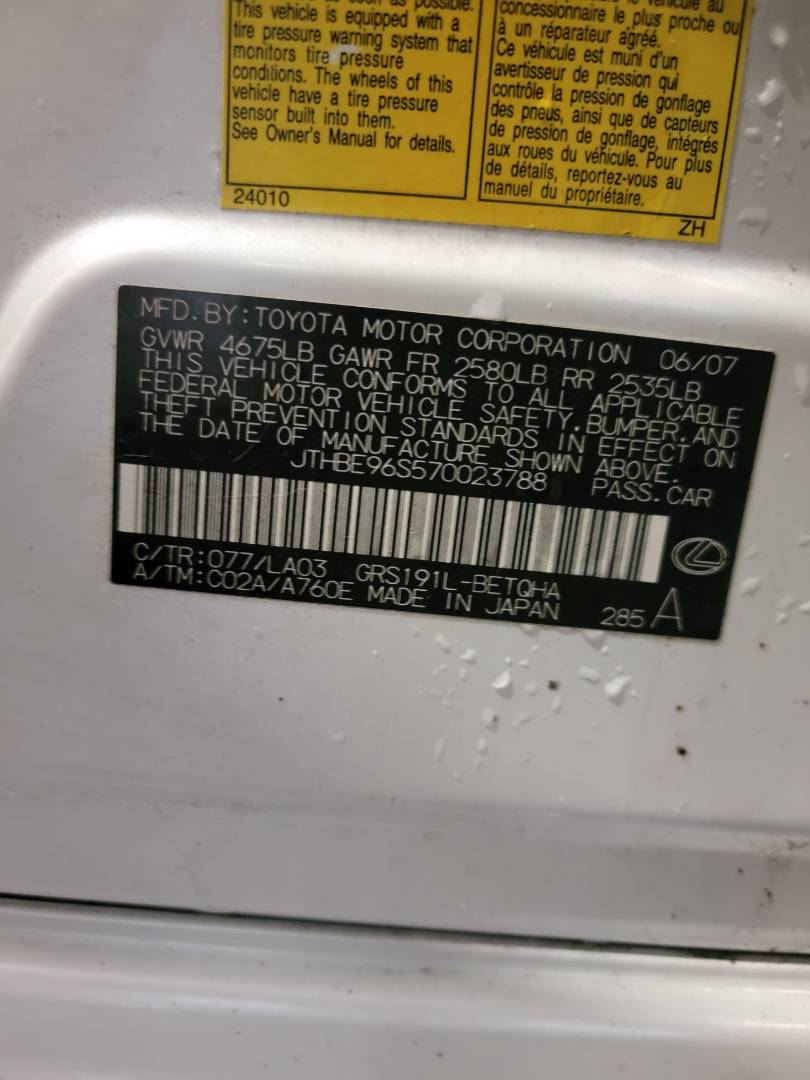 as soon as possible.
This vehicle is equipped with a
tire pressure warning system that
monitors tire pressure
conditions. The wheels of this
vehicle have a tire pressure
sensor built into them.
See Owner's Manual for details.
24010
le véhicule au
concessionnaire le plus proche ou
à un réparateur agréé.
Ce véhicule est muni d'un
avertisseur de pression qui
contrôle la pression de gonflage
des pneus, ainsi que de capteurs
de pression de gonflage, intégrés
aux roues du véhicule. Pour plus
de détails, reportez-vous au
manuel du propriétaire.
ZH
MFD. BY: TOYOTA MOTOR CORPORATION 06/07
GVWR 4675LB GAWR FR 2580LB RR 2535LB
THIS VEHICLE CONFORMS TO ALL APPLICABLE
FEDERAL MOTOR VEHICLE SAFETY, BUMPER, AND
THEFT PREVENTION STANDARDS IN EFFECT ON
THE DATE OF MANUFACTURE SHOWN ABOVE.
JTHBE96S570023788 PASS. CAR
C/TR: 077/LA03 GRS191L-BETQHA
A/TM: C02A/A760E MADE IN JAPAN 285 A